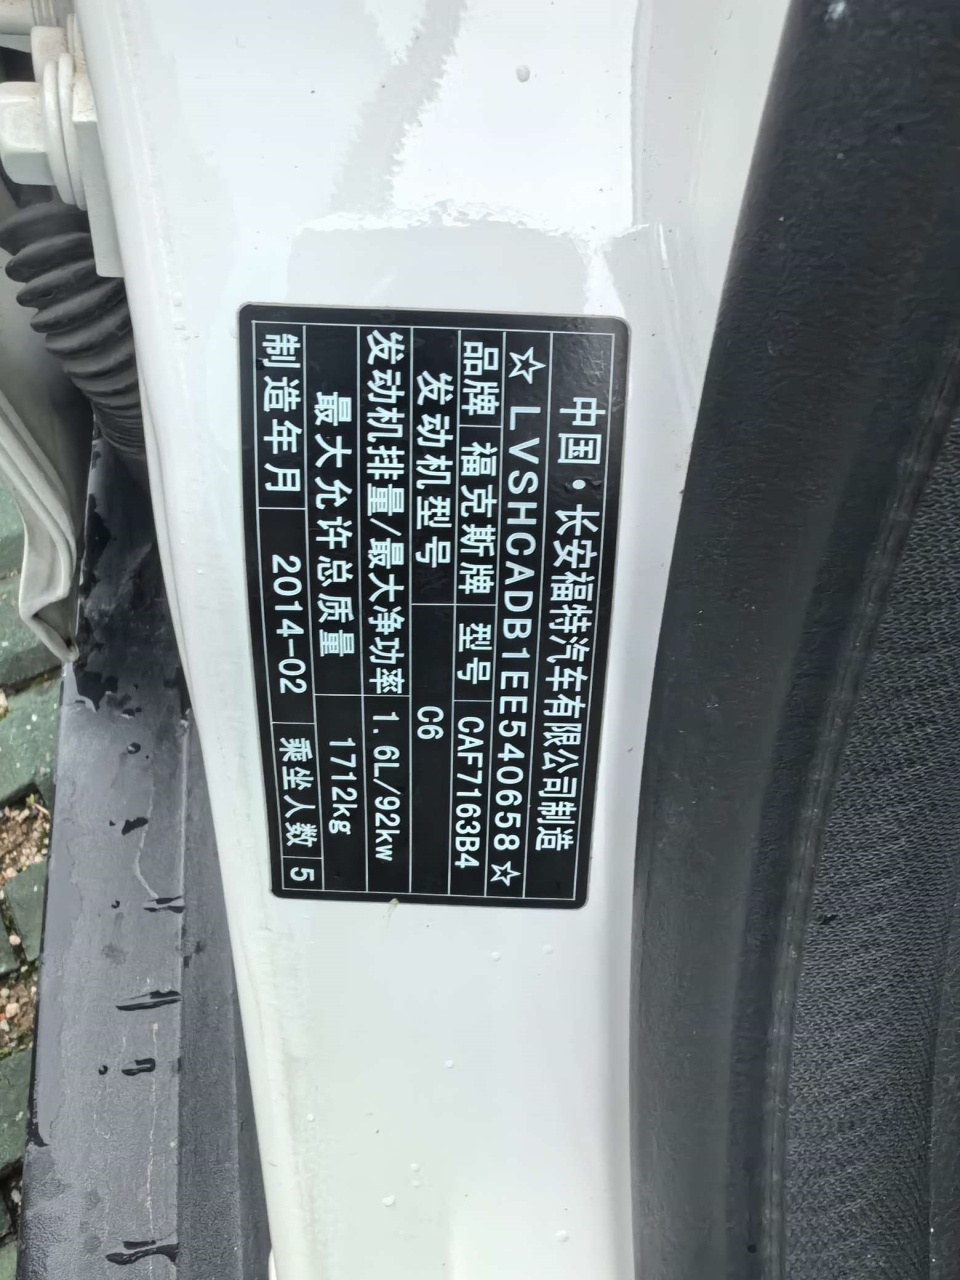 中国·长安福特汽车有限公司制造
☆LVSHCADB1EE540658☆
品牌 福克斯牌 型号 CAF7163B4
发动机型号 C6
发动机排量/最大净功率 1.6L/92kw
最大允许总质量 1712kg
制造年月 2014-02 乘坐人数 5